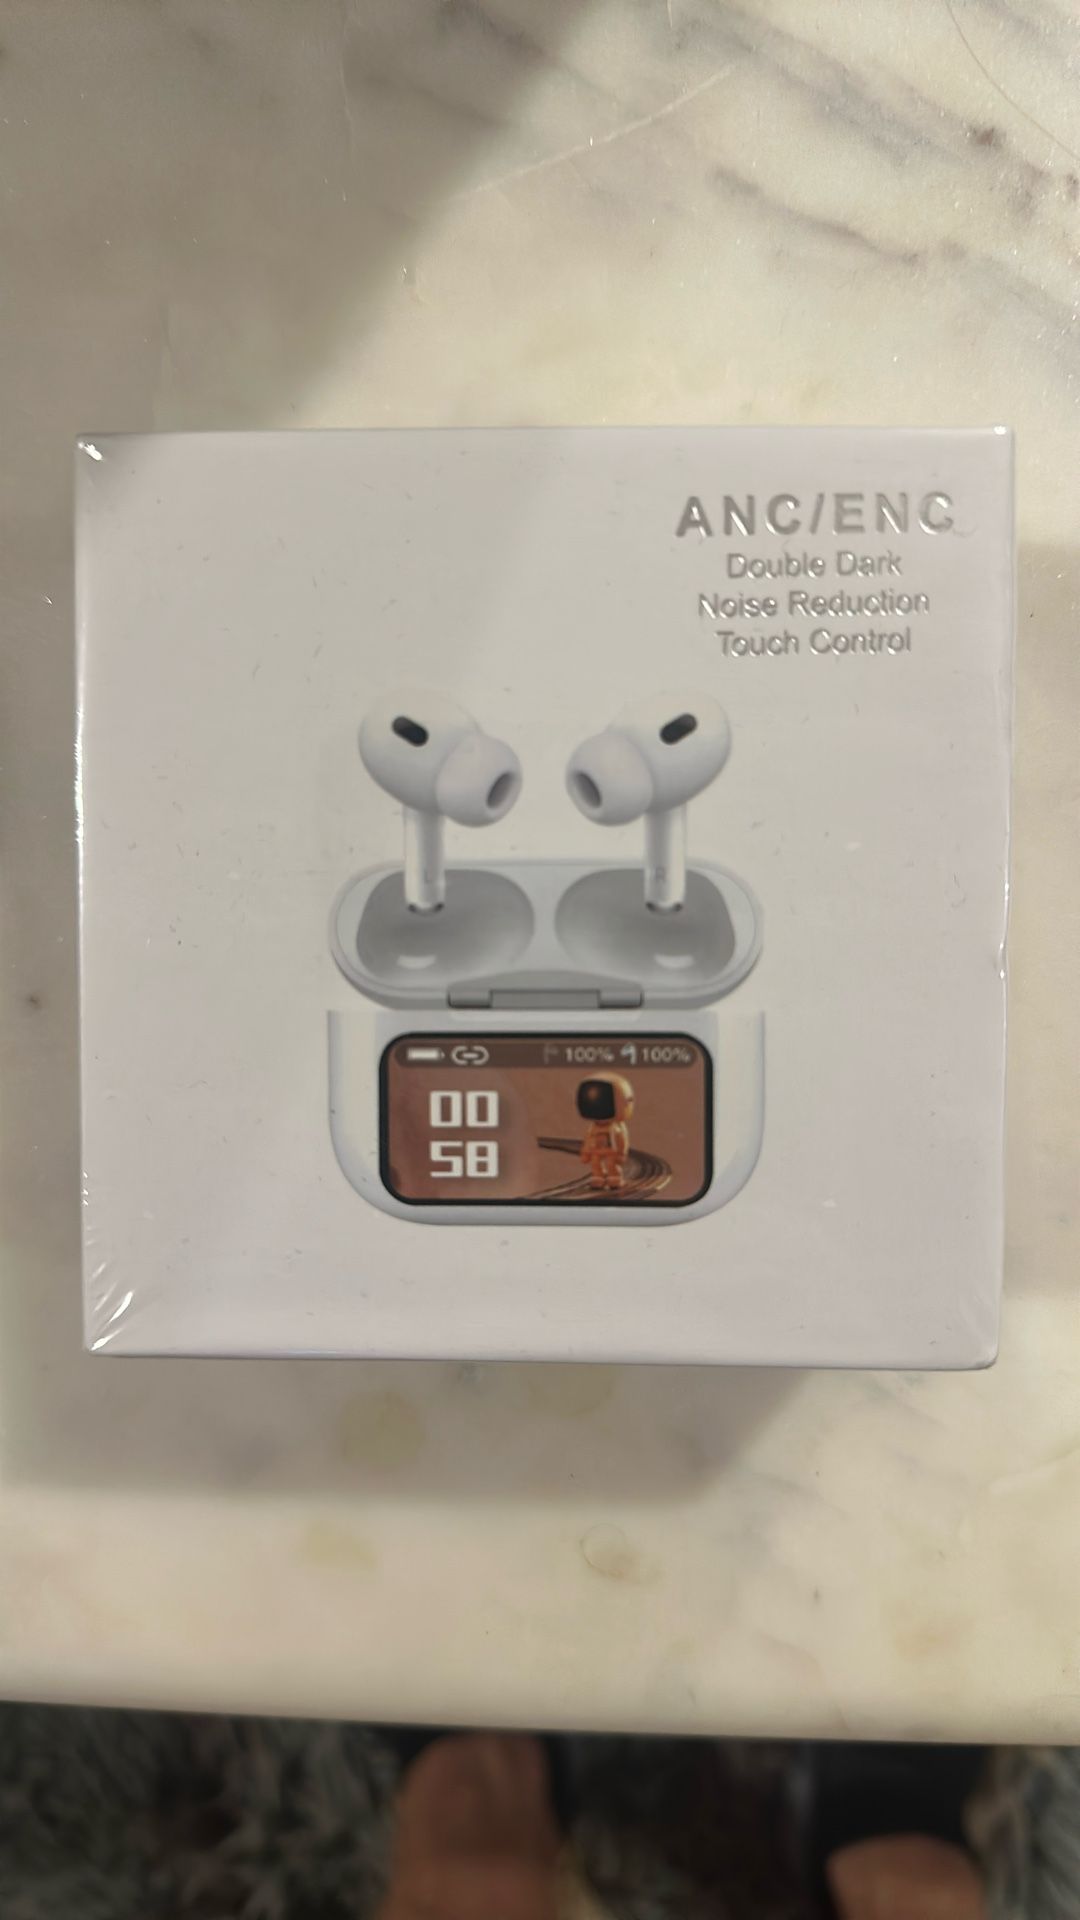 ANC/ENC
Double Dark
Noise Reduction
Touch Control
L R
100% 100%
00
58